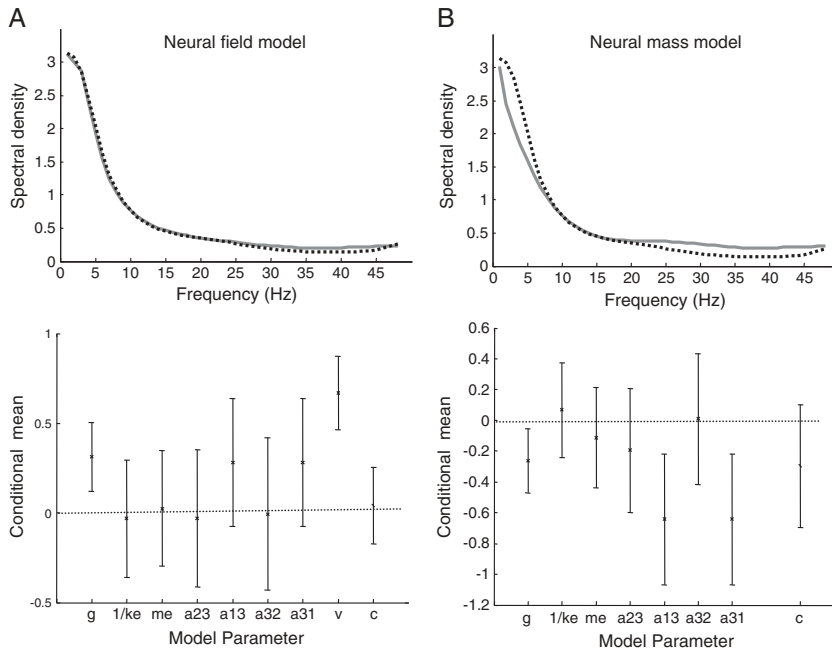 A
Neural field model
Spectral density
3
2.5
2
1.5
1
0.5
0
0 5 10 15 20 25 30 35 40 45
Frequency (Hz)
Conditional mean
1
0.5
0
-0.5
g 1/ke me a23 a13 a32 a31 v c
Model Parameter
B
Neural mass model
Spectral density
3
2.5
2
1.5
1
0.5
0
0 5 10 15 20 25 30 35 40 45
Frequency (Hz)
Conditional mean
0.6
0.4
0.2
0
-0.2
-0.4
-0.6
-0.8
-1
-1.2
g 1/ke me a23 a13 a32 a31 c
Model Parameter